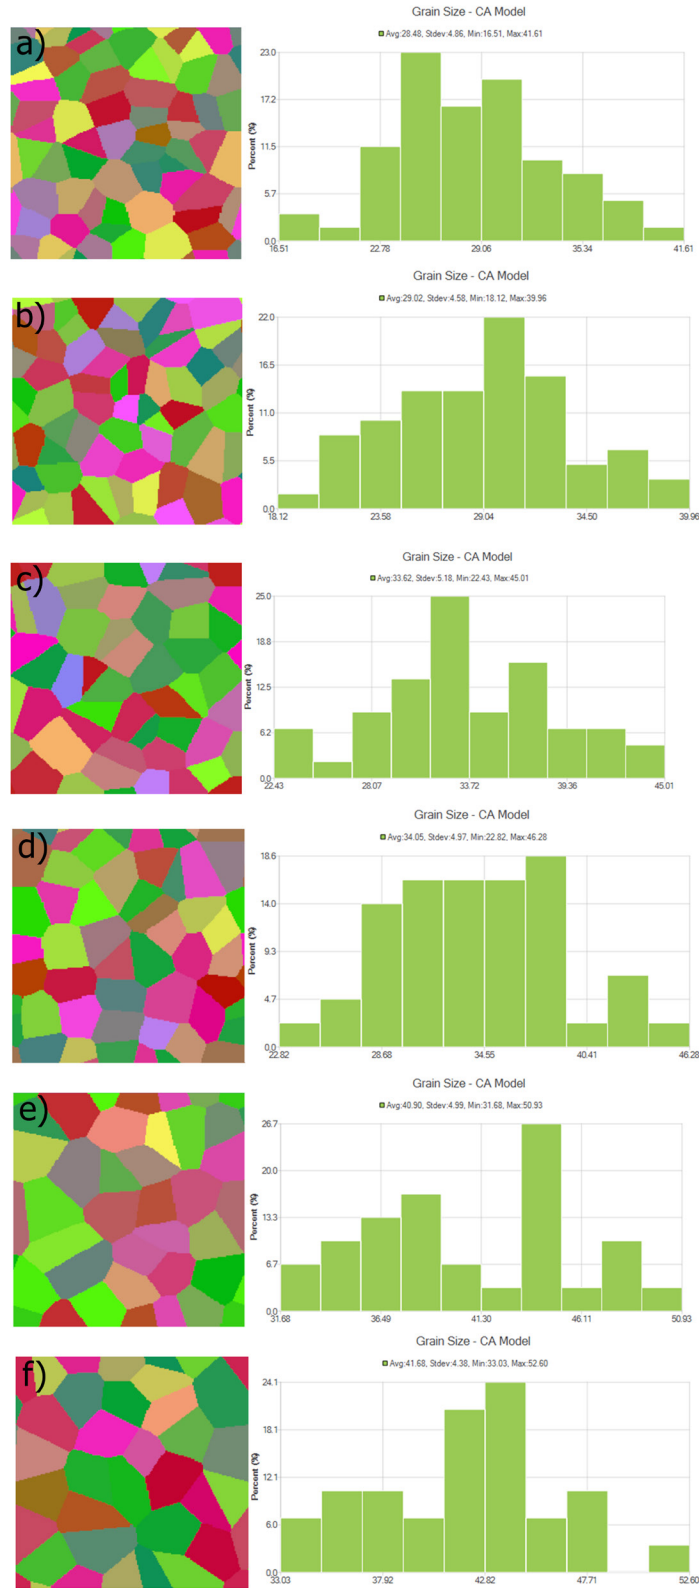 a)
Grain Size - CA Model
Avg:28.48, Stdev:4.86, Min:16.51, Max:41.61
Percent (%)
23.0
17.2
11.5
5.7
0.0
16.51 22.78 29.06 35.34 41.61
b)
Grain Size - CA Model
Avg:29.02, Stdev:4.58, Min:18.12, Max:39.96
Percent (%)
22.0
16.5
11.0
5.5
0.0
18.12 23.58 29.04 34.50 39.96
c)
Grain Size - CA Model
Avg:33.62, Stdev:5.18, Min:22.43, Max:45.01
Percent (%)
25.0
18.8
12.5
6.2
0.0
22.43 28.07 33.72 39.36 45.01
d)
Grain Size - CA Model
Avg:34.05, Stdev:4.97, Min:22.82, Max:46.28
Percent (%)
18.6
14.0
9.3
4.7
0.0
22.82 28.68 34.55 40.41 46.28
e)
Grain Size - CA Model
Avg:40.90, Stdev:4.99, Min:31.68, Max:50.93
Percent (%)
26.7
20.0
13.3
6.7
0.0
31.68 36.49 41.30 46.11 50.93
f)
Grain Size - CA Model
Avg:41.68, Stdev:4.38, Min:33.03, Max:52.60
Percent (%)
24.1
18.1
12.1
6.0
0.0
33.03 37.92 42.82 47.71 52.60